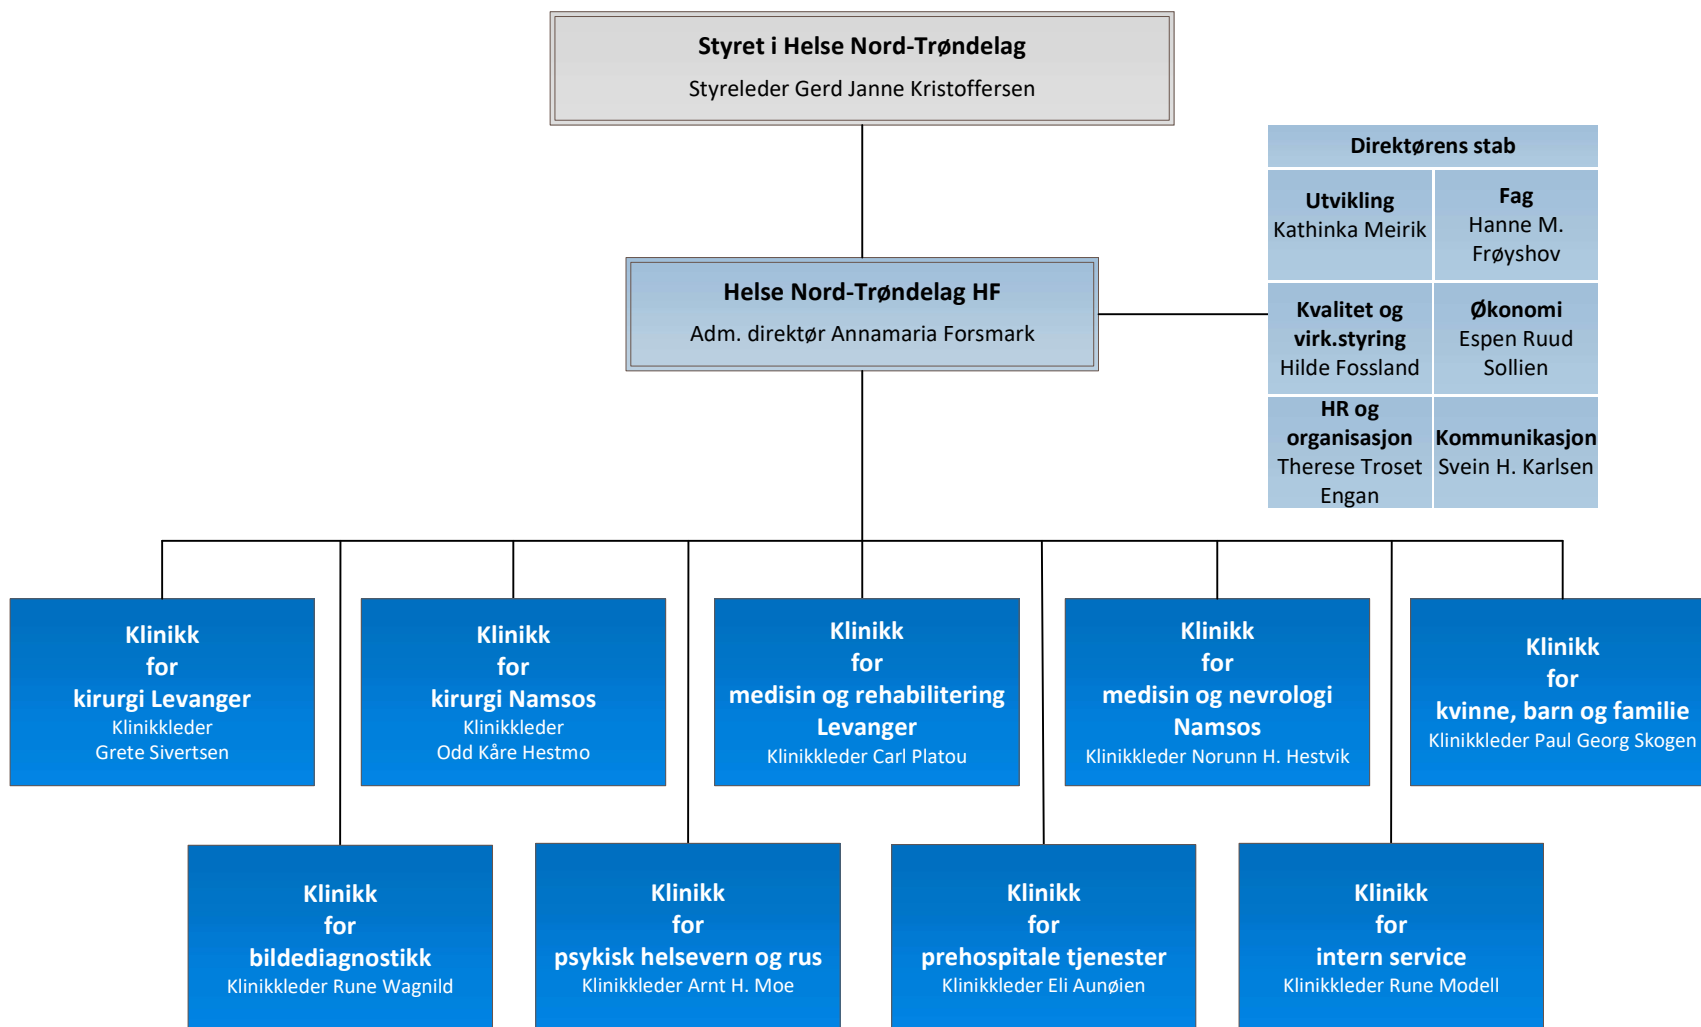 Styret i Helse Nord-Trøndelag
Styreleder Gerd Janne Kristoffersen
Direktørens stab
Utvikling
Kathinka Meirik
Fag
Hanne M.
Frøyshov
Helse Nord-Trøndelag HF
Adm. direktør Annamaria Forsmark
Kvalitet og
virk.styring
Hilde Fossland
Økonomi
Espen Ruud
Sollien
HR og
organisasjon
Therese Troset
Engan
Kommunikasjon
Svein H. Karlsen
Klinikk
for
kirurgi Levanger
Klinikkleder
Grete Sivertsen
Klinikk
for
kirurgi Namsos
Klinikkleder
Odd Kåre Hestmo
Klinikk
for
medisin og rehabilitering
Levanger
Klinikkleder Carl Platou
Klinikk
for
medisin og nevrologi
Namsos
Klinikkleder Norunn H. Hestvik
Klinikk
for
kvinne, barn og familie
Klinikkleder Paul Georg Skogen
Klinikk
for
bildediagnostikk
Klinikkleder Rune Wagnild
Klinikk
for
psykisk helsevern og rus
Klinikkleder Arnt H. Moe
Klinikk
for
prehospitale tjenester
Klinikkleder Eli Aunøien
Klinikk
for
intern service
Klinikkleder Rune Modell